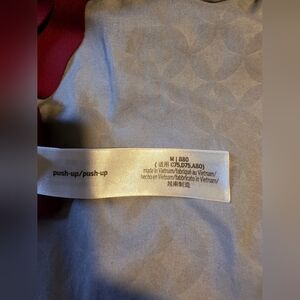 push-up/push-up
M | B80
( 适用 C75,D75,A80)
made in Vietnam/fabriqué au Vietnam/
hecho en Vietnam/fabbricato in Vietnam/
越南制造